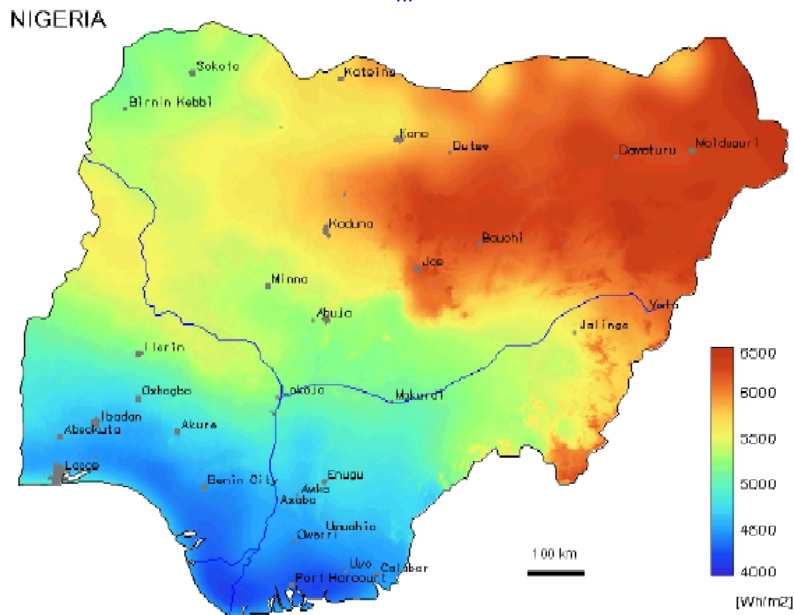 NIGERIA
Sokoto
Katsina
Birnin Kebbi
Kano
Dutse
Damaturu
Maiduguri
Kaduna
Bauchi
Jos
Minna
Abuja
Yola
Jalingo
Ilorin
Oshogbo
Lokoja
Makurdi
Ibadan
Abeokuta
Akure
Lagos
Benin City
Enugu
Awka
Asaba
Umuahia
Owerri
Uyo
Calabar
Port Harcourt
100 km
6500
6000
5500
5000
4500
4000
[Wh/m2]